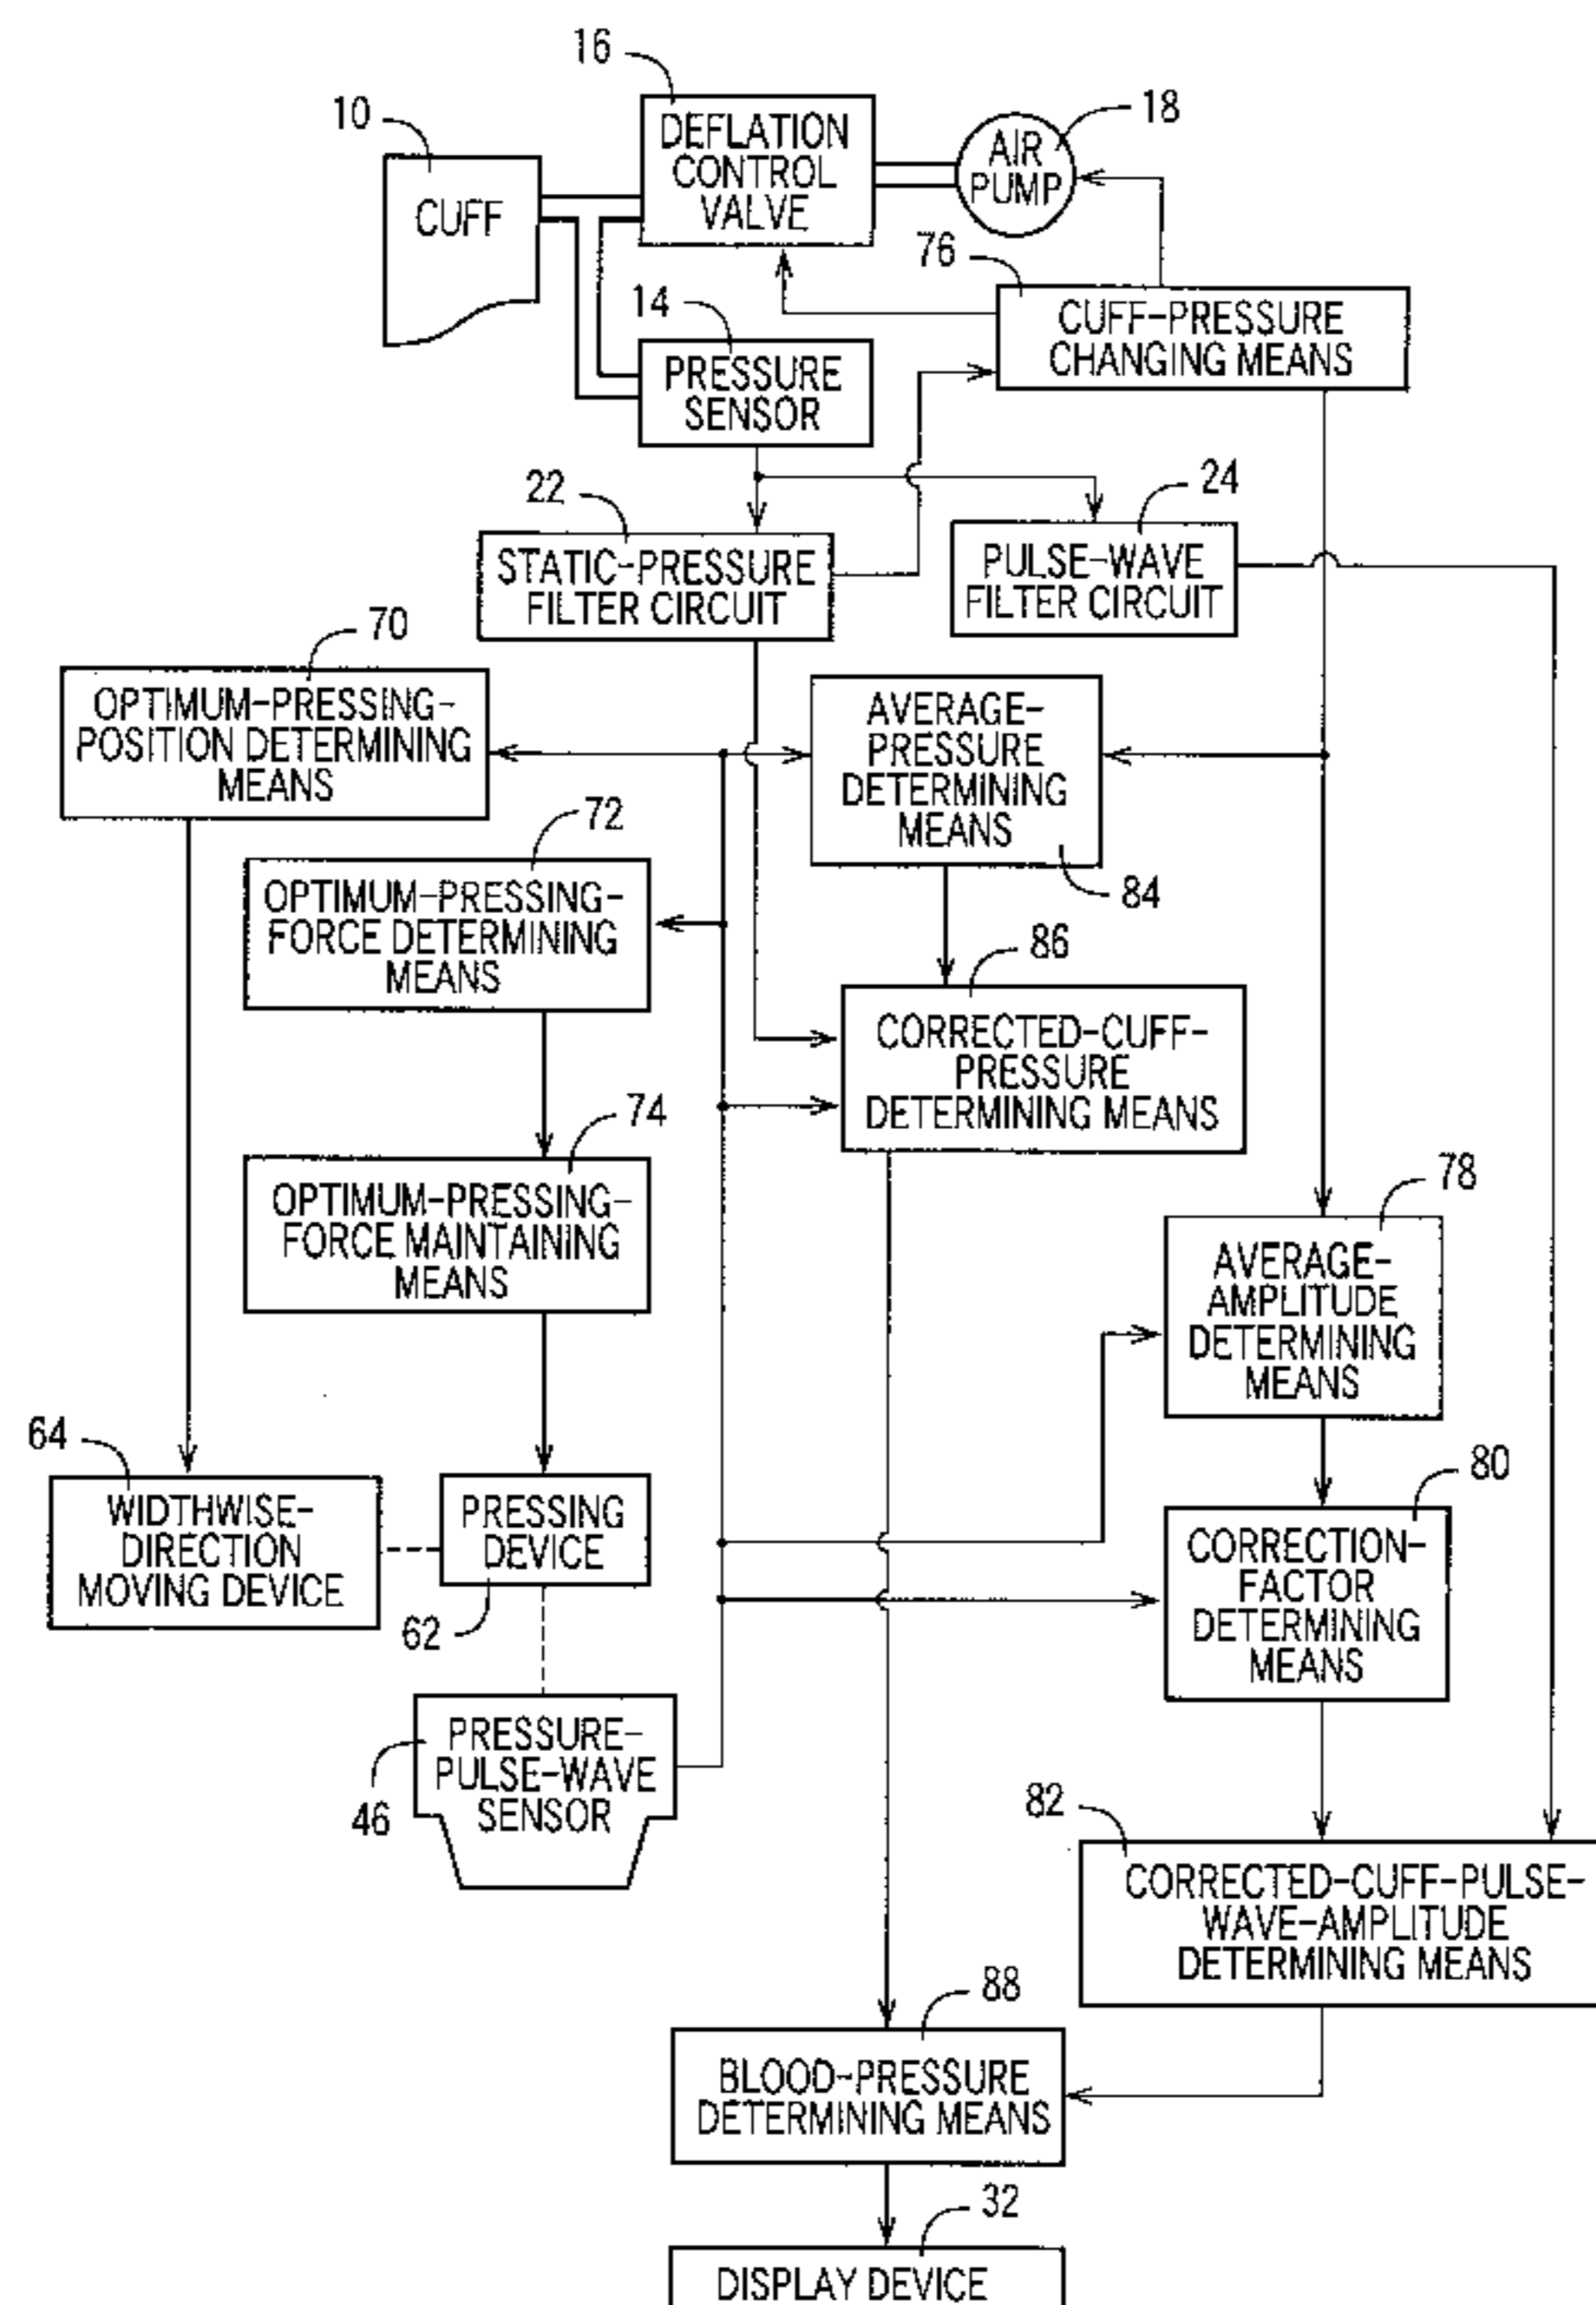 16
10
DEFLATION
CONTROL
VALVE
AIR
PUMP
18
CUFF
76
14
CUFF-PRESSURE
CHANGING MEANS
PRESSURE
SENSOR
22
24
STATIC-PRESSURE
FILTER CIRCUIT
PULSE-WAVE
FILTER CIRCUIT
70
OPTIMUM-PRESSING-
POSITION DETERMINING
MEANS
AVERAGE-
PRESSURE
DETERMINING
MEANS
84
72
OPTIMUM-PRESSING-
FORCE DETERMINING
MEANS
86
CORRECTED-CUFF-
PRESSURE
DETERMINING MEANS
74
OPTIMUM-PRESSING-
FORCE MAINTAINING
MEANS
78
AVERAGE-
AMPLITUDE
DETERMINING
MEANS
64
WIDTHWISE-
DIRECTION
MOVING DEVICE
PRESSING
DEVICE
62
80
CORRECTION-
FACTOR
DETERMINING
MEANS
PRESSURE-
PULSE-WAVE
SENSOR
46
82
CORRECTED-CUFF-PULSE-
WAVE-AMPLITUDE
DETERMINING MEANS
88
BLOOD-PRESSURE
DETERMINING MEANS
32
DISPLAY DEVICE